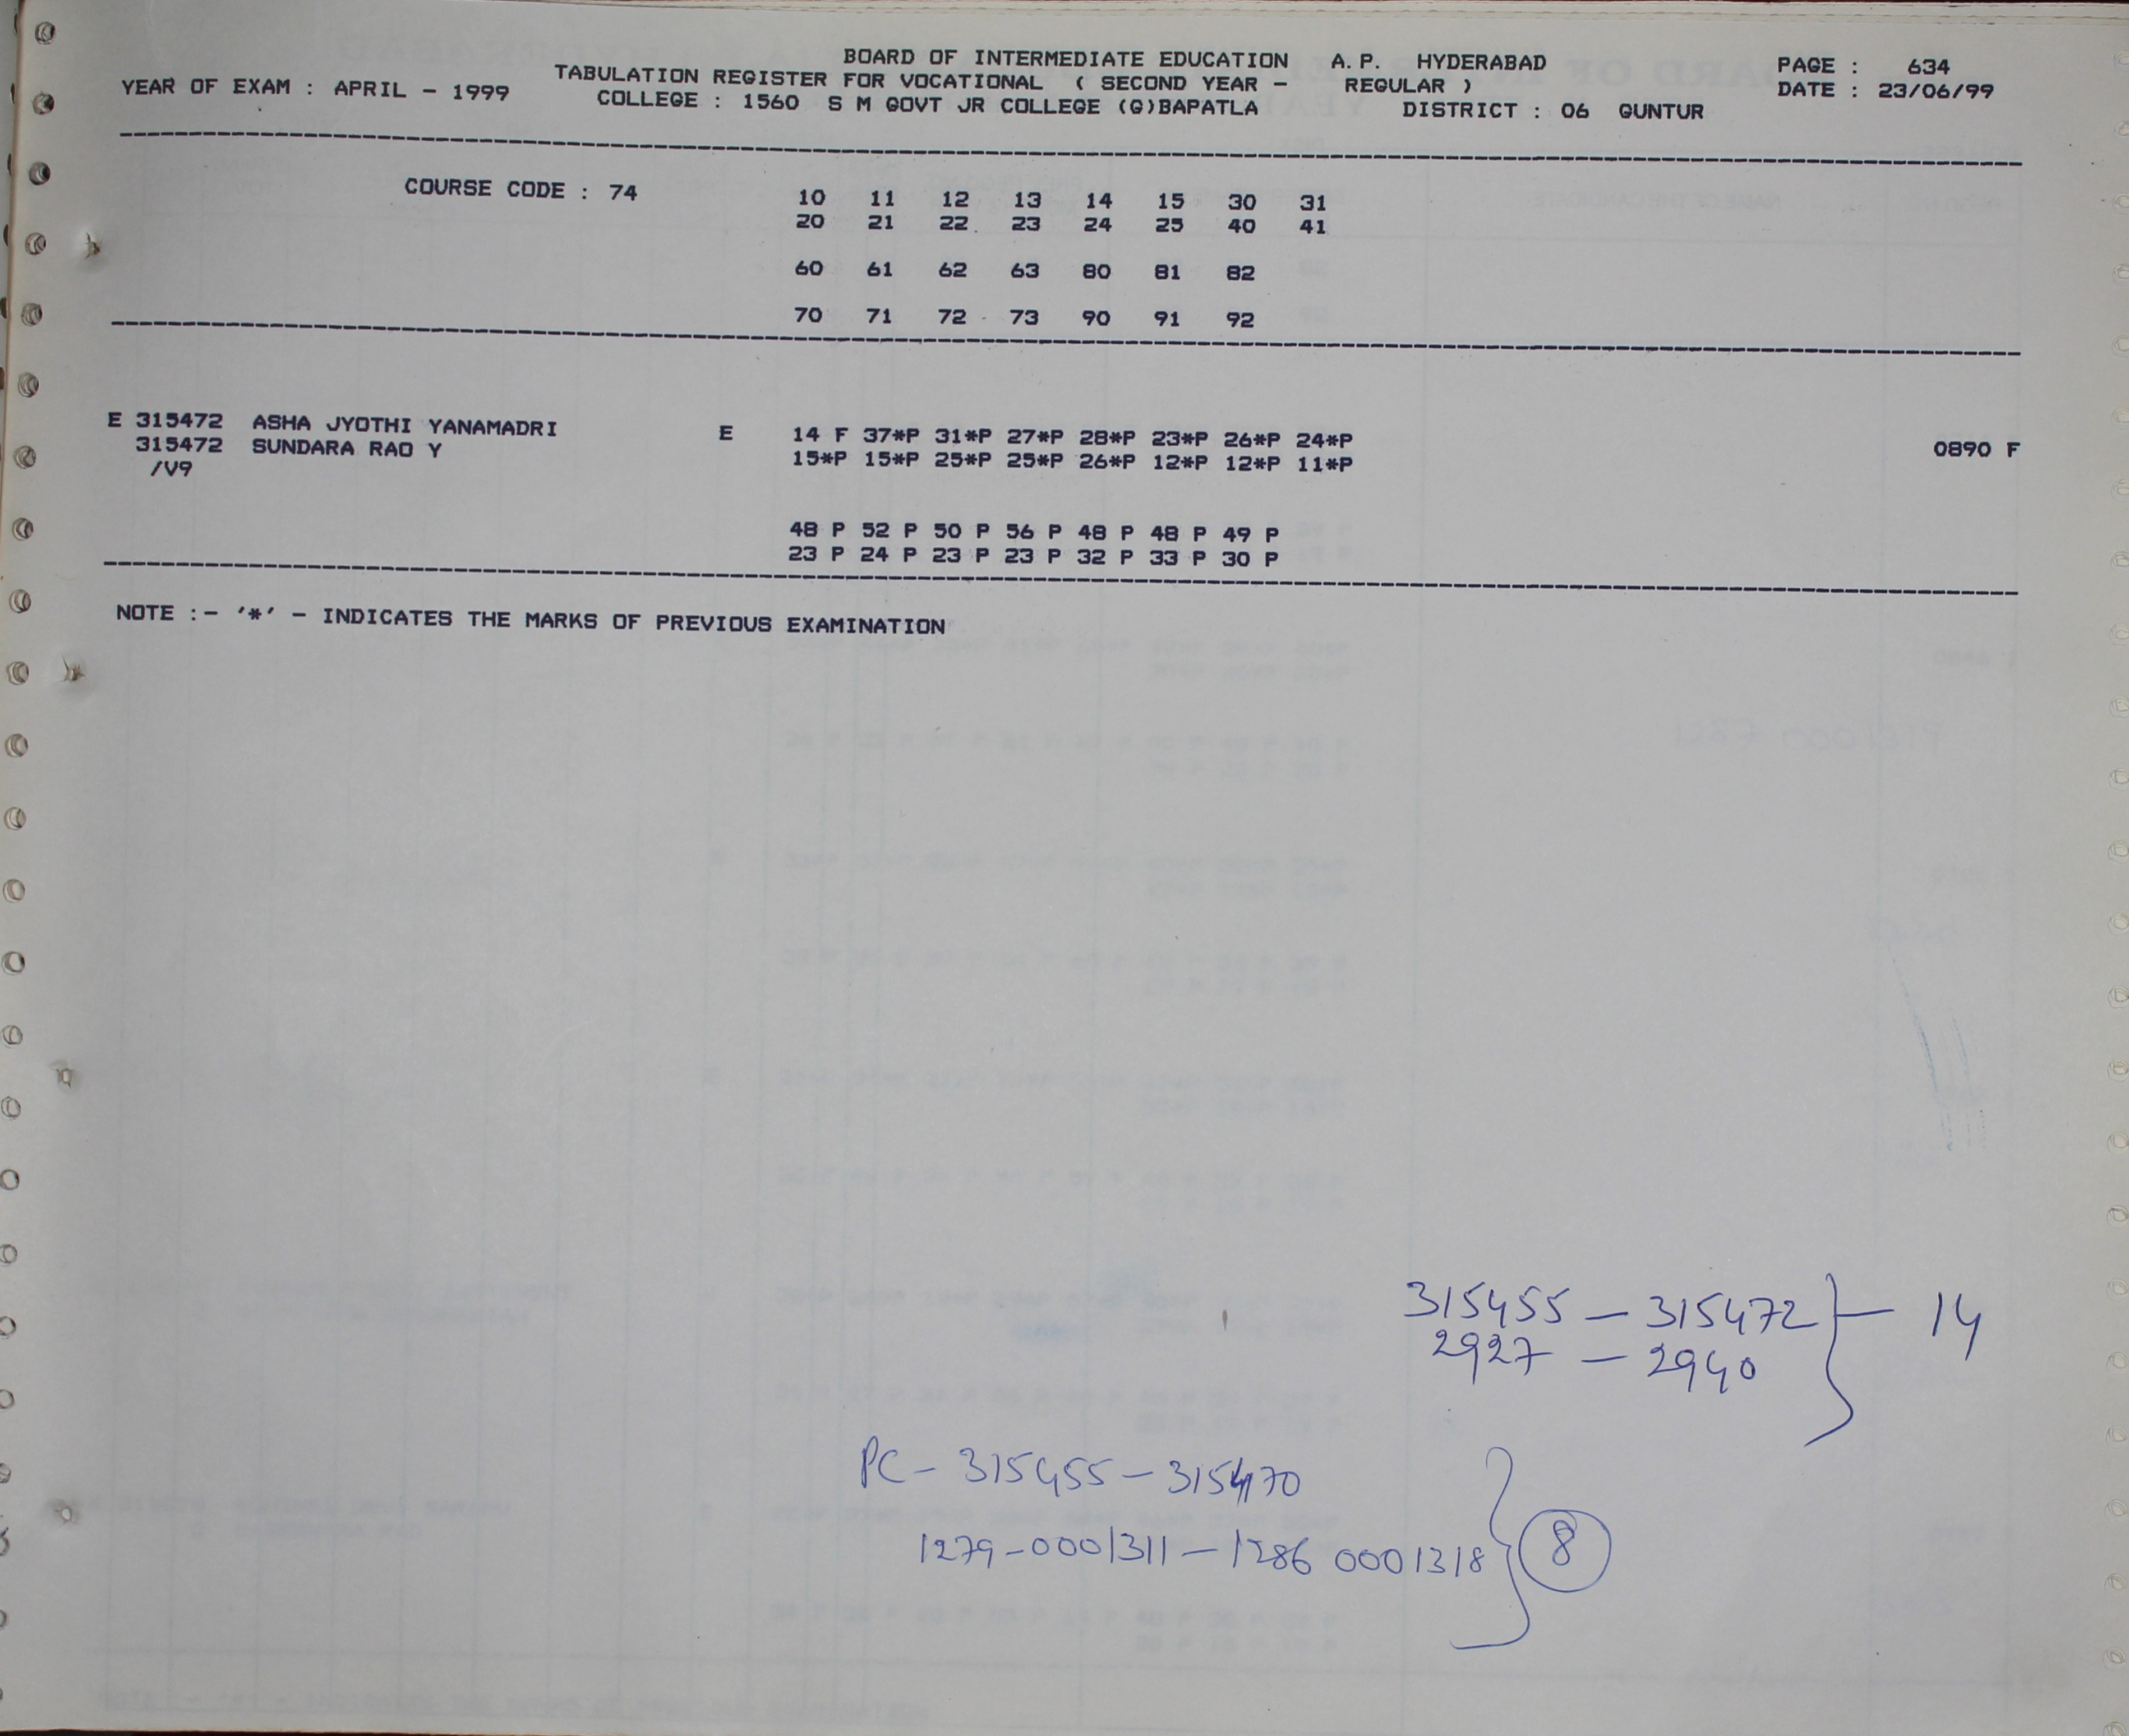 BOARD OF INTERMEDIATE EDUCATION A.P. HYDERABAD PAGE : 634
YEAR OF EXAM : APRIL - 1999 TABULATION REGISTER FOR VOCATIONAL ( SECOND YEAR - REGULAR ) DATE : 23/06/99
COLLEGE : 1560 S M GOVT JR COLLEGE (G)BAPATLA DISTRICT : 06 GUNTUR
COURSE CODE : 74 10 11 12 13 14 15 30 31
20 21 22 23 24 25 40 41
60 61 62 63 80 81 82
70 71 72 73 90 91 92
E 315472 ASHA JYOTHI YANAMADRI E 14 F 37*P 31*P 27*P 28*P 23*P 26*P 24*P
315472 SUNDARA RAO Y 15*P 15*P 25*P 25*P 26*P 12*P 12*P 11*P 0890 F
/V9
48 P 52 P 50 P 56 P 48 P 48 P 49 P
23 P 24 P 23 P 23 P 32 P 33 P 30 P
NOTE :- '*' - INDICATES THE MARKS OF PREVIOUS EXAMINATION
315455 - 315472 } - 14
2927 - 2940
PC - 315455 - 315470
1279-0001311 - 1286 0001318 } 8